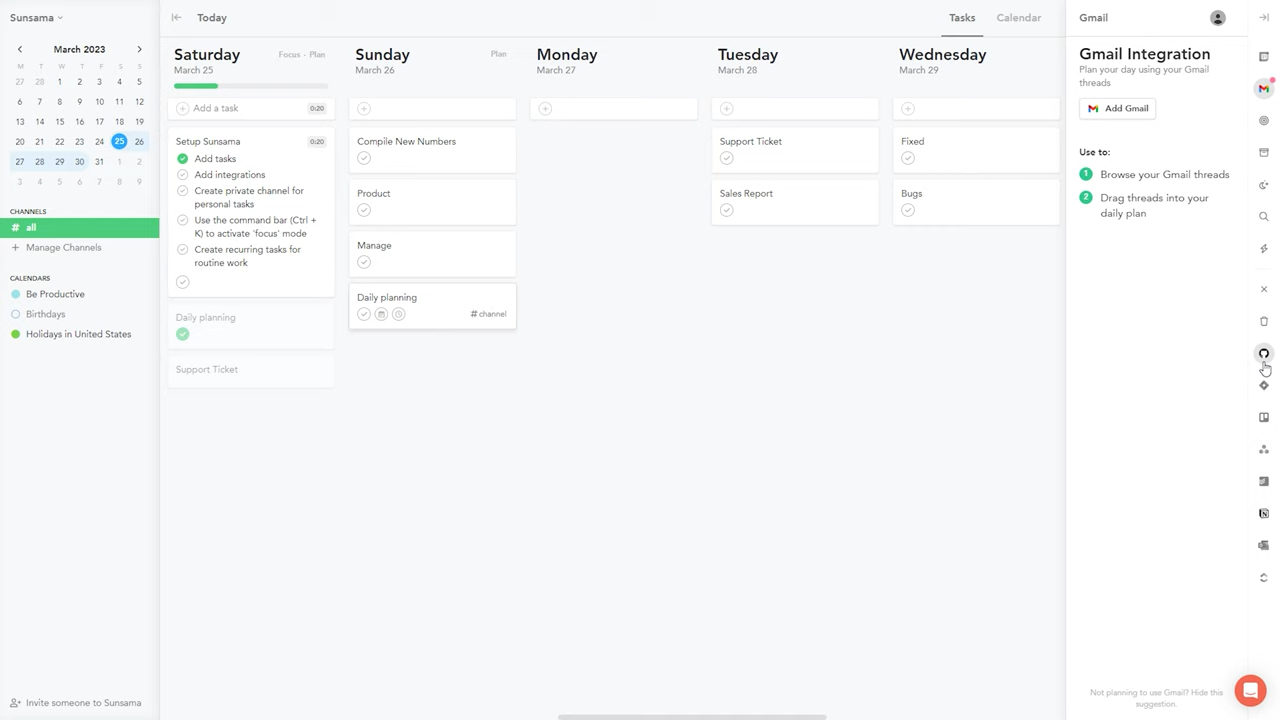 Sunsama
March 2023
M T W T F S S
27 28 1 2 3 4 5
6 7 8 9 10 11 12
13 14 15 16 17 18 19
20 21 22 23 24 25 26
27 28 29 30 31 1 2
3 4 5 6 7 8 9
CHANNELS
# all
+ Manage Channels
CALENDARS
Be Productive
Birthdays
Holidays in United States
Invite someone to Sunsama
Today
Tasks
Calendar
Saturday
Focus - Plan
March 25
Add a task 0:20
Setup Sunsama 0:20
Add tasks
Add integrations
Create private channel for
personal tasks
Use the command bar (Ctrl +
K) to activate 'focus' mode
Create recurring tasks for
routine work
Daily planning
Support Ticket
Sunday
Plan
March 26
Compile New Numbers
Product
Manage
Daily planning
# channel
Monday
March 27
Tuesday
March 28
Support Ticket
Sales Report
Wednesday
March 29
Fixed
Bugs
Gmail
Gmail Integration
Plan your day using your Gmail
threads
Add Gmail
Use to:
1 Browse your Gmail threads
2 Drag threads into your
daily plan
Not planning to use Gmail? Hide this
suggestion.